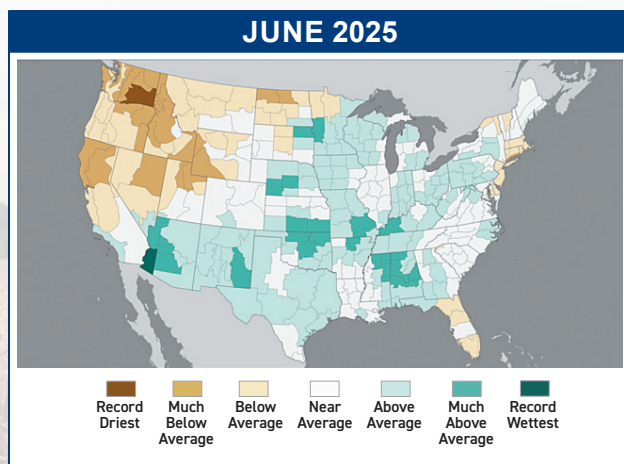 JUNE 2025
Record
Driest
Much
Below
Average
Below
Average
Near
Average
Above
Average
Much
Above
Average
Record
Wettest